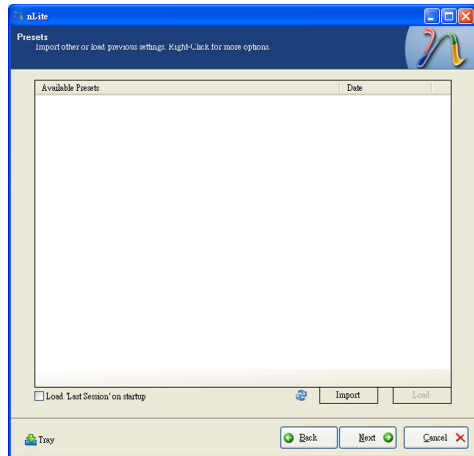 nLite
Presets
Import other or load previous settings. Right-Click for more options.
Available Presets Date
Load 'Last Session' on startup Import Load
Tray Back Next Cancel